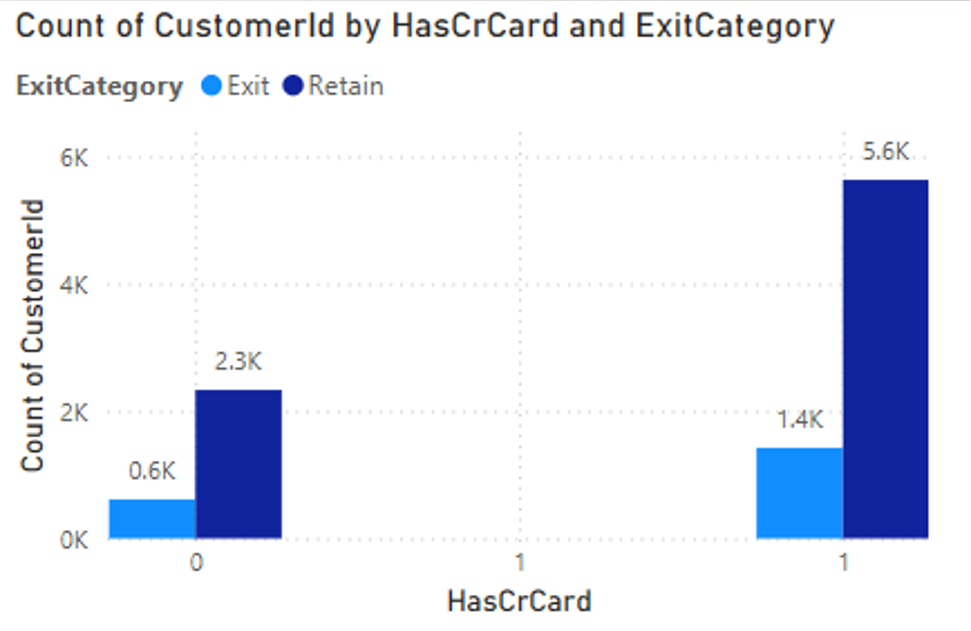 Count of CustomerId by HasCrCard and ExitCategory
ExitCategory Exit Retain
6K
5.6K
Count of CustomerId
4K
2.3K
2K
1.4K
0.6K
0K
0 1 1
HasCrCard